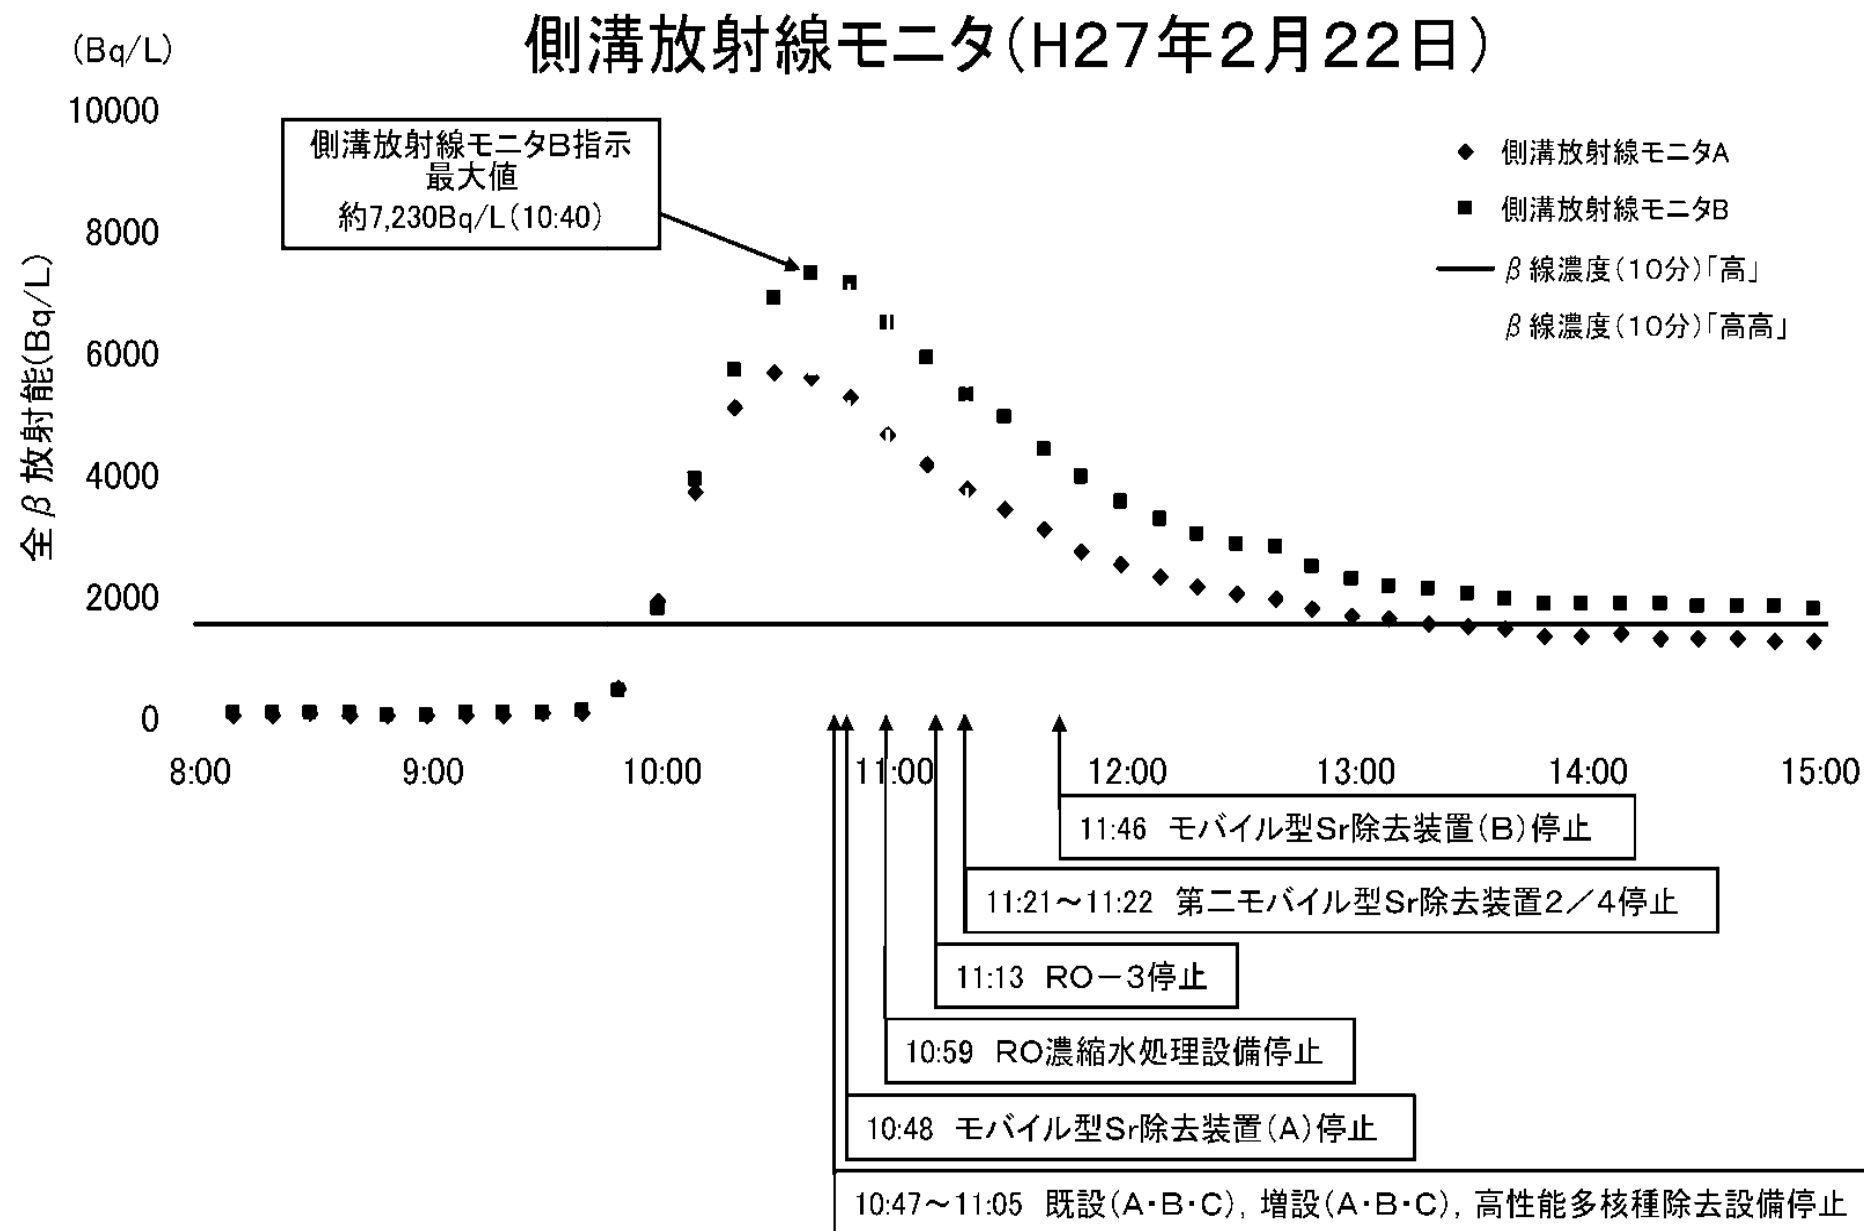 側溝放射線モニタ(H27年2月22日)
(Bq/L)
10000
8000
6000
4000
2000
0
全β放射能(Bq/L)
側溝放射線モニタB指示
最大値
約7,230Bq/L(10:40)
側溝放射線モニタA
側溝放射線モニタB
β線濃度(10分)「高」
β線濃度(10分)「高高」
8:00 9:00 10:00 11:00 12:00 13:00 14:00 15:00
11:46 モバイル型Sr除去装置(B)停止
11:21~11:22 第二モバイル型Sr除去装置2/4停止
11:13 RO-3停止
10:59 RO濃縮水処理設備停止
10:48 モバイル型Sr除去装置(A)停止
10:47~11:05 既設(A・B・C), 増設(A・B・C), 高性能多核種除去設備停止